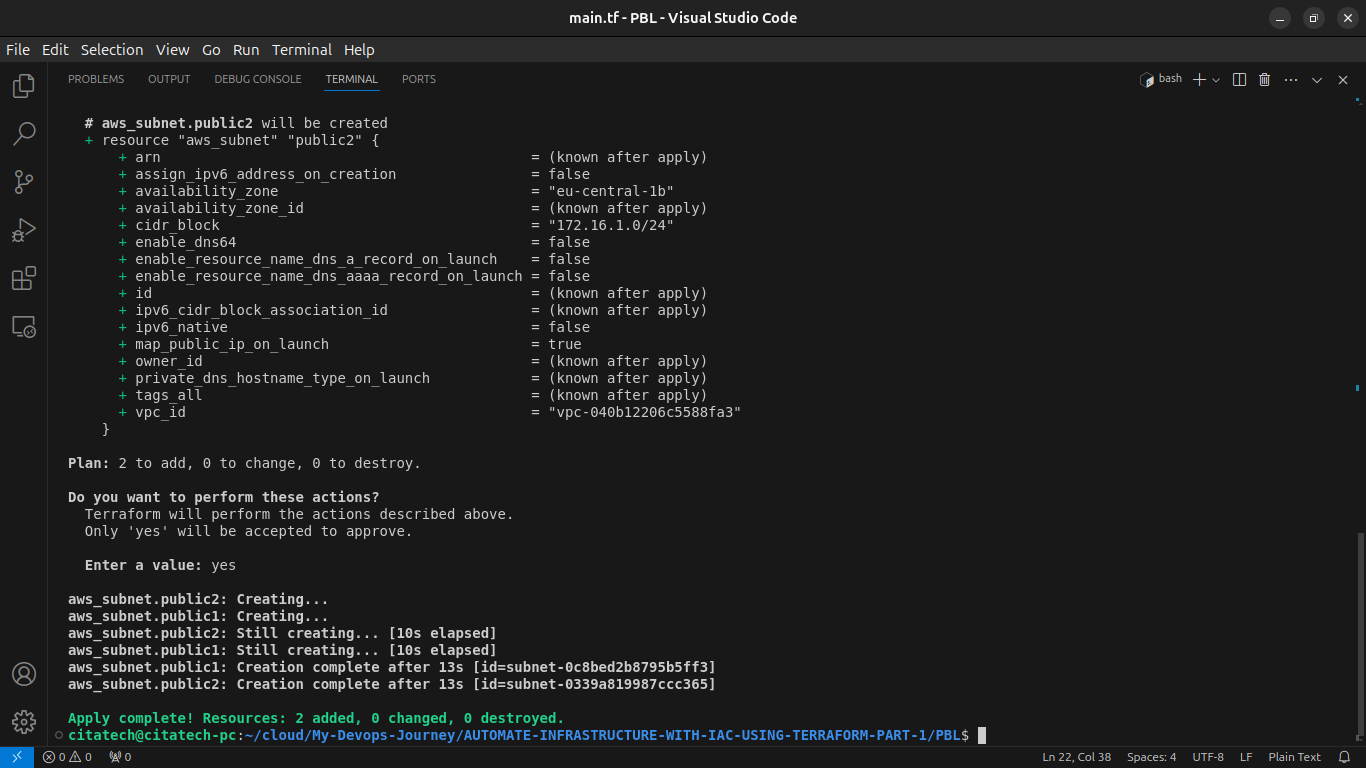 main.tf - PBL - Visual Studio Code
File Edit Selection View Go Run Terminal Help
PROBLEMS OUTPUT DEBUG CONSOLE TERMINAL PORTS bash
# aws_subnet.public2 will be created
+ resource "aws_subnet" "public2" {
+ arn = (known after apply)
+ assign_ipv6_address_on_creation = false
+ availability_zone = "eu-central-1b"
+ availability_zone_id = (known after apply)
+ cidr_block = "172.16.1.0/24"
+ enable_dns64 = false
+ enable_resource_name_dns_a_record_on_launch = false
+ enable_resource_name_dns_aaaa_record_on_launch = false
+ id = (known after apply)
+ ipv6_cidr_block_association_id = (known after apply)
+ ipv6_native = false
+ map_public_ip_on_launch = true
+ owner_id = (known after apply)
+ private_dns_hostname_type_on_launch = (known after apply)
+ tags_all = (known after apply)
+ vpc_id = "vpc-040b12206c5588fa3"
}
Plan: 2 to add, 0 to change, 0 to destroy.
Do you want to perform these actions?
Terraform will perform the actions described above.
Only 'yes' will be accepted to approve.
Enter a value: yes
aws_subnet.public2: Creating...
aws_subnet.public1: Creating...
aws_subnet.public2: Still creating... [10s elapsed]
aws_subnet.public1: Still creating... [10s elapsed]
aws_subnet.public1: Creation complete after 13s [id=subnet-0c8bed2b8795b5ff3]
aws_subnet.public2: Creation complete after 13s [id=subnet-0339a819987ccc365]
Apply complete! Resources: 2 added, 0 changed, 0 destroyed.
citatech@citatech-pc:~/cloud/My-Devops-Journey/AUTOMATE-INFRASTRUCTURE-WITH-IAC-USING-TERRAFORM-PART-1/PBL$
0 0 0 Ln 22, Col 38 Spaces: 4 UTF-8 LF Plain Text